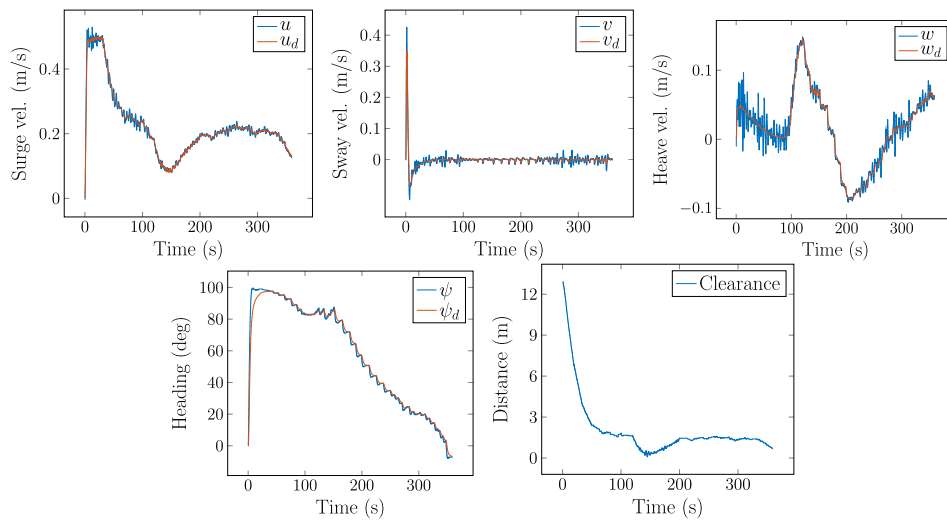 Surge vel. (m/s)
0.4
0.2
0
u
u_d
0 100 200 300
Time (s)
Sway vel. (m/s)
0.4
0.3
0.2
0.1
0
−0.1
v
v_d
0 100 200 300
Time (s)
Heave vel. (m/s)
0.1
0
−0.1
w
w_d
0 100 200 300
Time (s)
Heading (deg)
100
80
60
40
20
0
ψ
ψ_d
0 100 200 300
Time (s)
Distance (m)
12
9
6
3
0
Clearance
0 100 200 300
Time (s)